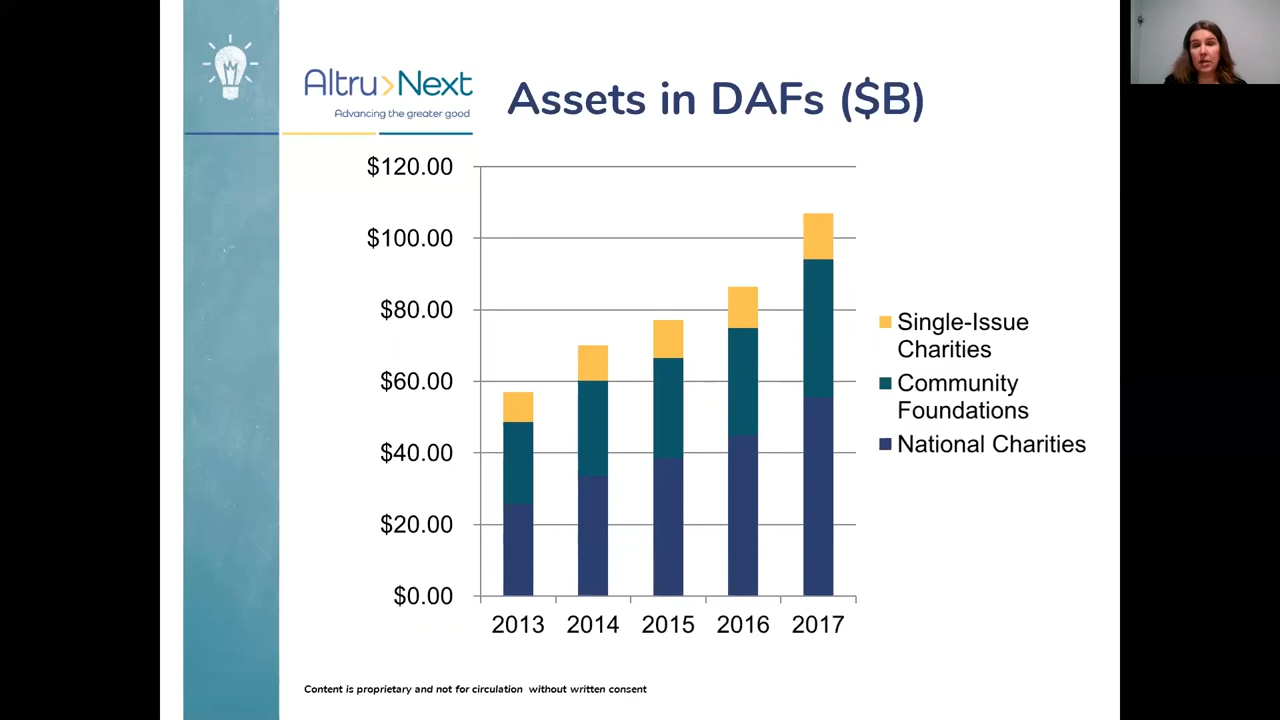 Altru>Next
Advancing the greater good
Assets in DAFs ($B)
$120.00
$100.00
$80.00
$60.00
$40.00
$20.00
$0.00
2013 2014 2015 2016 2017
Single-Issue
Charities
Community
Foundations
National Charities
Content is proprietary and not for circulation without written consent